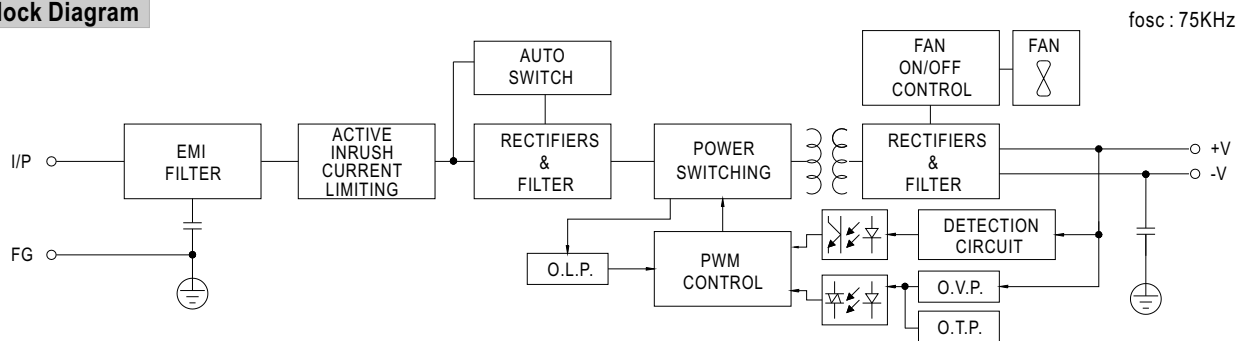 lock Diagram
fosc : 75KHz
AUTO
SWITCH
FAN
ON/OFF
CONTROL
FAN
I/P
EMI
FILTER
ACTIVE
INRUSH
CURRENT
LIMITING
RECTIFIERS
&
FILTER
POWER
SWITCHING
RECTIFIERS
&
FILTER
+V
-V
FG
O.L.P.
PWM
CONTROL
DETECTION
CIRCUIT
O.V.P.
O.T.P.